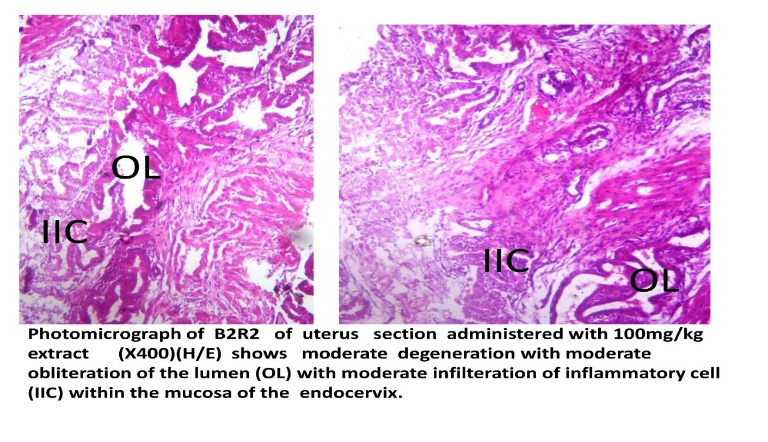 OL
IIC
IIC
OL
Photomicrograph of B2R2 of uterus section administered with 100mg/kg
extract (X400)(H/E) shows moderate degeneration with moderate
obliteration of the lumen (OL) with moderate infilteration of inflammatory cell
(IIC) within the mucosa of the endocervix.